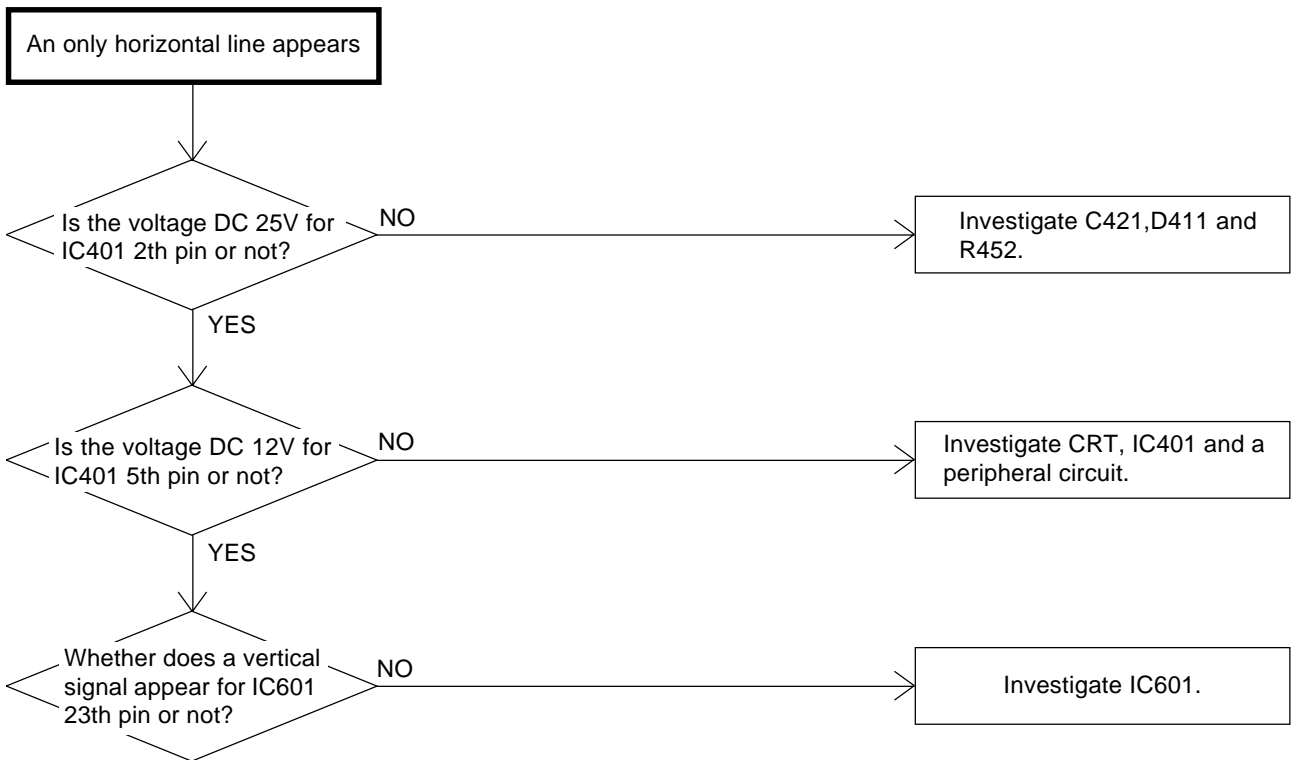 An only horizontal line appears
Is the voltage DC 25V for
IC401 2th pin or not?
NO
Investigate C421,D411 and
R452.
YES
Is the voltage DC 12V for
IC401 5th pin or not?
NO
Investigate CRT, IC401 and a
peripheral circuit.
YES
Whether does a vertical
signal appear for IC601
23th pin or not?
NO
Investigate IC601.